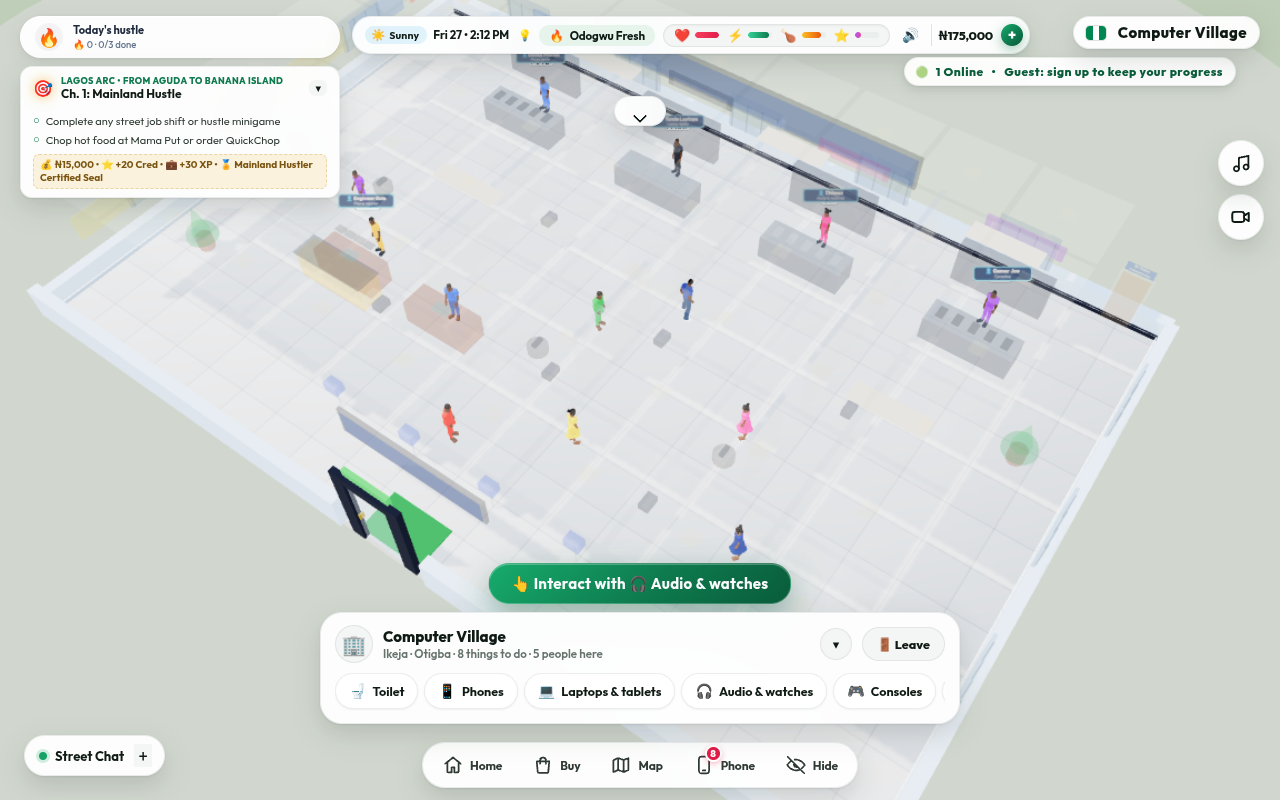 Today's hustle
🔥 0 · 0/3 done
Sunny
Fri 27 • 2:12 PM
Odogwu Fresh
₦175,000
+
Computer Village
1 Online • Guest: sign up to keep your progress
LAGOS ARC • FROM AGUDA TO BANANA ISLAND
Ch. 1: Mainland Hustle
Complete any street job shift or hustle minigame
Chop hot food at Mama Put or order QuickChop
💰 ₦15,000 • ⭐ +20 Cred • 💼 +30 XP • 🏅 Mainland Hustler
Certified Seal
👆 Interact with 🎧 Audio & watches
Computer Village
Ikeja · Otigba · 8 things to do · 5 people here
Leave
Toilet
Phones
Laptops & tablets
Audio & watches
Consoles
Street Chat +
Home
Buy
Map
8
Phone
Hide